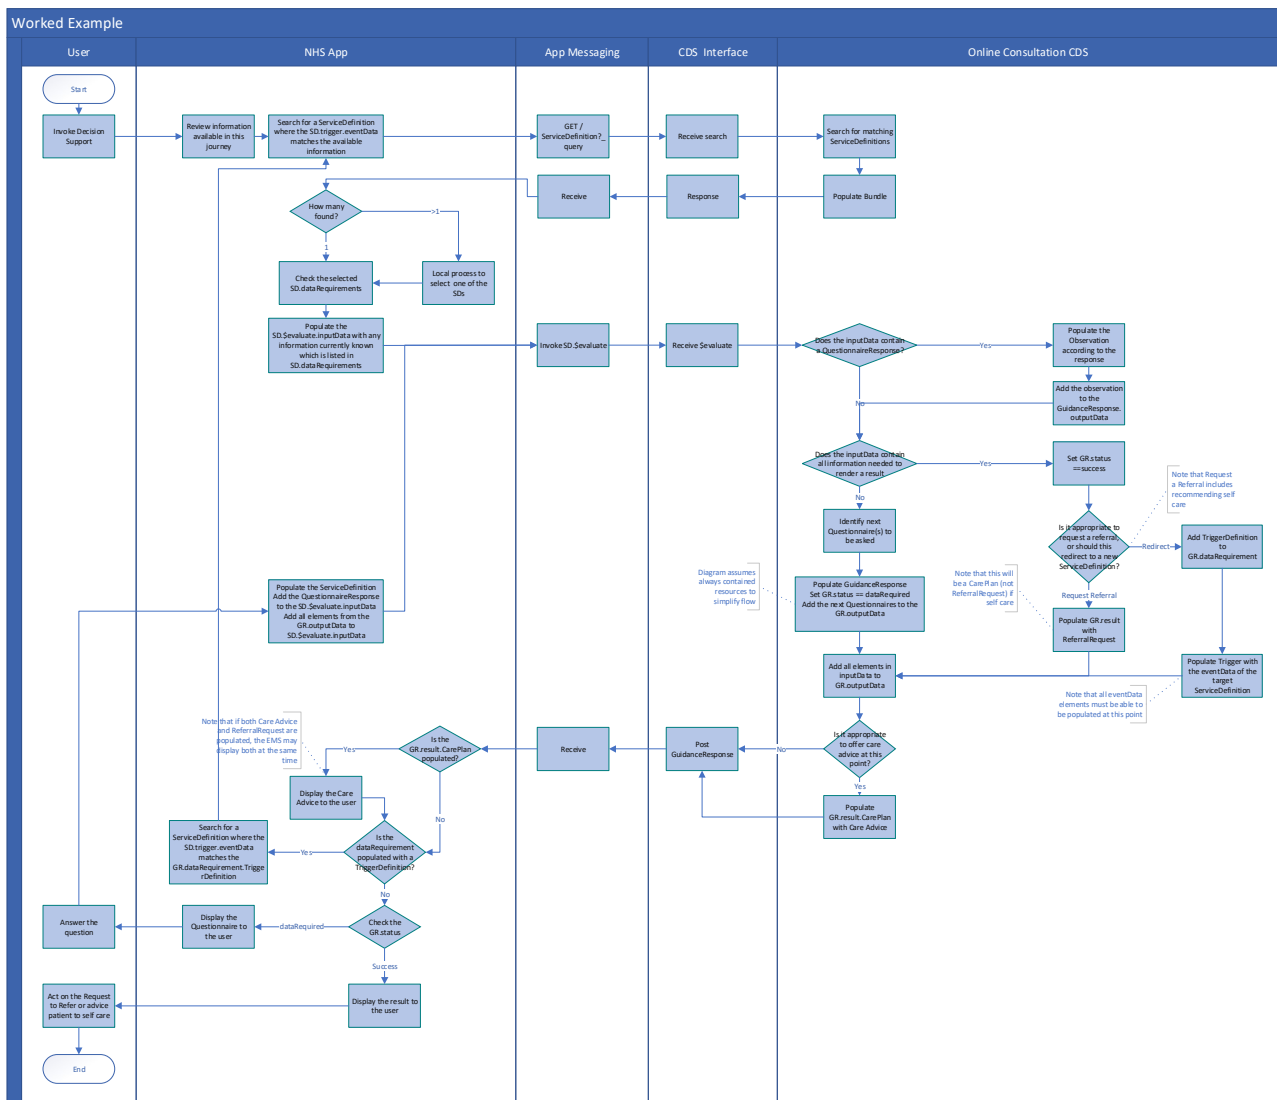 Worked Example
User
NHS App
App Messaging
CDS Interface
Online Consultation CDS
Start
Invoke Decision
Support
Review information
available in this
journey
Search for a ServiceDefinition
where the SD.trigger.eventData
matches the available
information
GET /
ServiceDefinition?_
query
Receive search
Search for matching
ServiceDefinitions
How many
found?
>1
1
Receive
Response
Populate Bundle
Check the selected
SD.dataRequirements
Local process to
select one of the
SDs
Populate the
SD.$evaluate.inputData with any
information currently known
which is listed in
SD.dataRequirements
Invoke SD.$evaluate
Receive $evaluate
Does the inputData contain
a QuestionnaireResponse?
Yes
Populate the
Observation
according to the
response
Add the observation
to the
GuidanceResponse.
outputData
No
Does the inputData contain
all information needed to
render a result
Yes
Set GR.status
==success
Note that Request
a Referral includes
recommending self
care
No
Identify next
Questionnaire(s) to
be asked
Is it appropriate to
request a referral,
or should this
redirect to a new
ServiceDefinition?
Redirect
Add TriggerDefinition
to
GR.dataRequirement
Diagram assumes
always contained
resources to
simplify flow
Populate GuidanceResponse
Set GR.status == dataRequired
Add the next Questionnaires to the
GR.outputData
Note that this will
be a CarePlan (not
ReferralRequest) if
self care
Request Referral
Populate GR.result
with
ReferralRequest
Populate the ServiceDefinition
Add the QuestionnaireResponse
to the SD.$evaluate.inputData
Add all elements from the
GR.outputData to
SD.$evaluate.inputData
Add all elements in
inputData to
GR.outputData
Populate Trigger with
the eventData of the
target
ServiceDefinition
Note that all eventData
elements must be able to
be populated at this point
Note that if both Care Advice
and ReferralRequest are
populated, the EMS may
display both at the same
time
Yes
Is the
GR.result.CarePlan
populated?
Receive
Post
GuidanceResponse
No
Is it appropriate
to offer care
advice at this
point?
Yes
Display the Care
Advice to the user
No
Populate
GR.result.CarePlan
with Care Advice
Search for a
ServiceDefinition where the
SD.trigger.eventData
matches the
GR.dataRequirement.Trigge
rDefinition
Yes
Is the
dataRequirement
populated with a
TriggerDefinition?
No
Answer the
question
Display the
Questionnaire to
the user
dataRequired
Check the
GR.status
Success
Act on the Request
to Refer or advice
patient to self care
Display the result to
the user
End